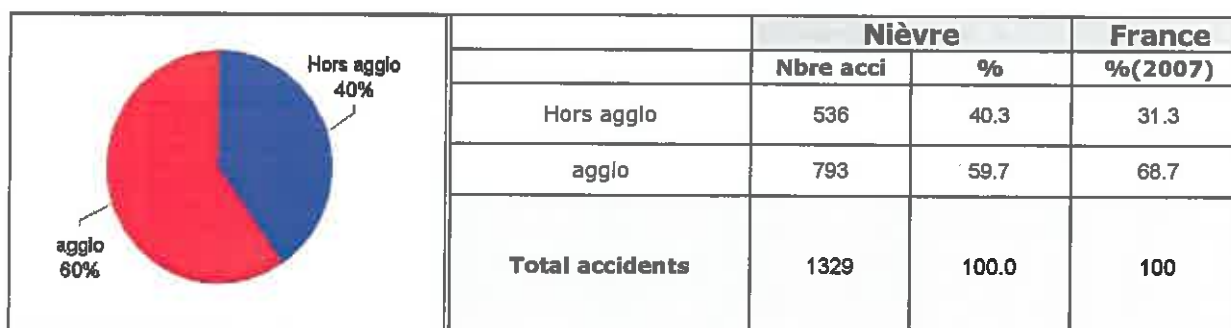 Hors agglo
40%
agglo
60%
Nièvre France
Nbre acci % %(2007)
Hors agglo 536 40.3 31.3
agglo 793 59.7 68.7
Total accidents 1329 100.0 100